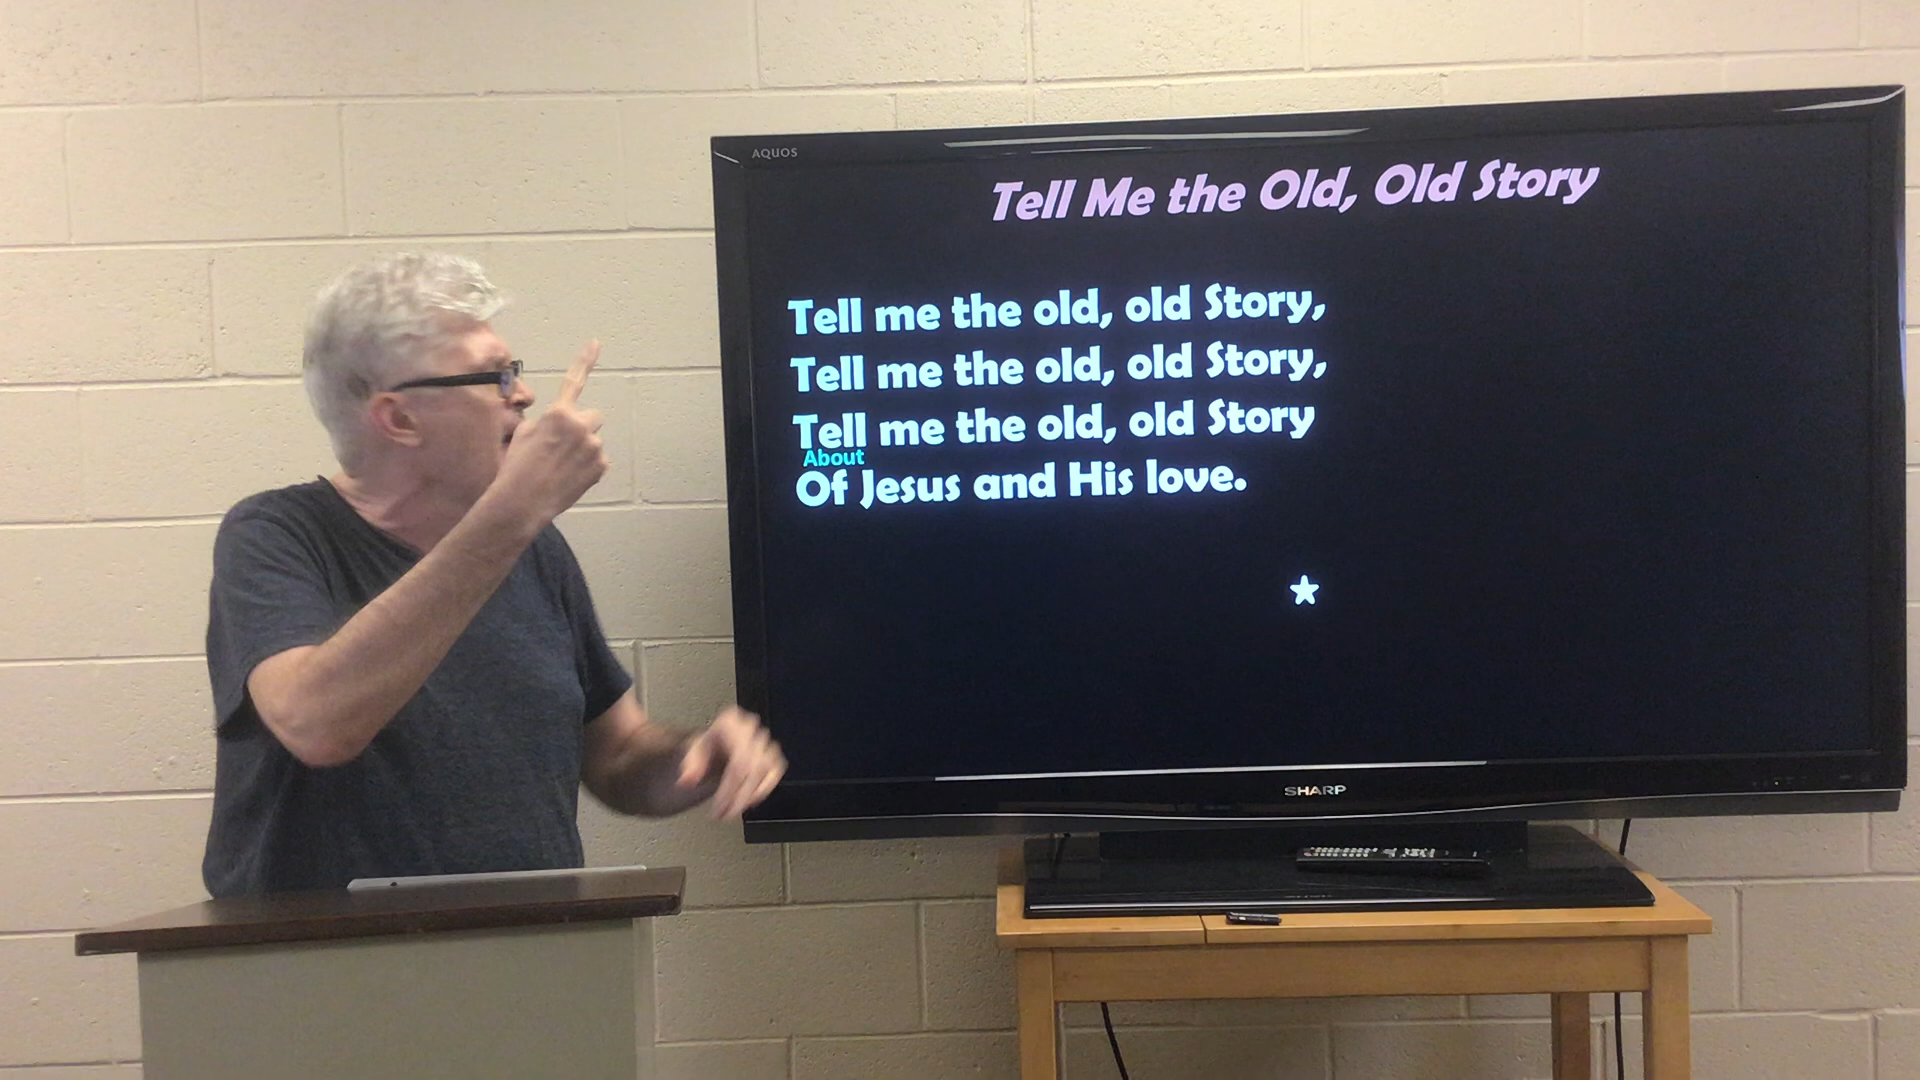 AQUOS
Tell Me the Old, Old Story
Tell me the old, old Story,
Tell me the old, old Story,
Tell me the old, old Story
About
Of Jesus and His love.
SHARP